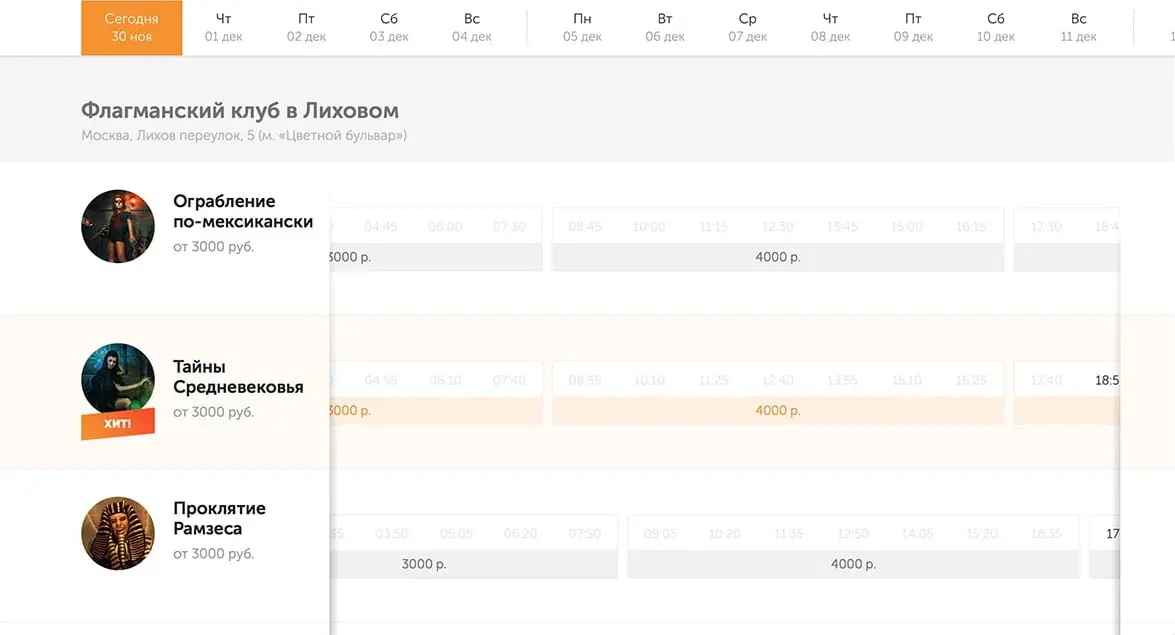 Сегодня Чт Пт Сб Вс Пн Вт Ср Чт Пт Сб Вс
30 ноя 01 дек 02 дек 03 дек 04 дек 05 дек 06 дек 07 дек 08 дек 09 дек 10 дек 11 дек
Флагманский клуб в Лиховом
Москва, Лихов переулок, 5 (м. «Цветной бульвар»)
Ограбление
по-мексикански
от 3000 руб.
04:45 06:00 07:30 08:45 10:00 11:15 12:30 13:45 15:00 16:15 17:30 18:4
3000 р. 4000 р.
Тайны
Средневековья
от 3000 руб.
ХИТ!
04:55 06:10 07:40 08:55 10:10 11:25 12:40 13:55 15:10 16:25 17:40 18:5
3000 р. 4000 р.
Проклятие
Рамзеса
от 3000 руб.
35 03:50 05:05 06:20 07:50 09:05 10:20 11:35 12:50 14:05 15:20 16:35 17
3000 р. 4000 р.